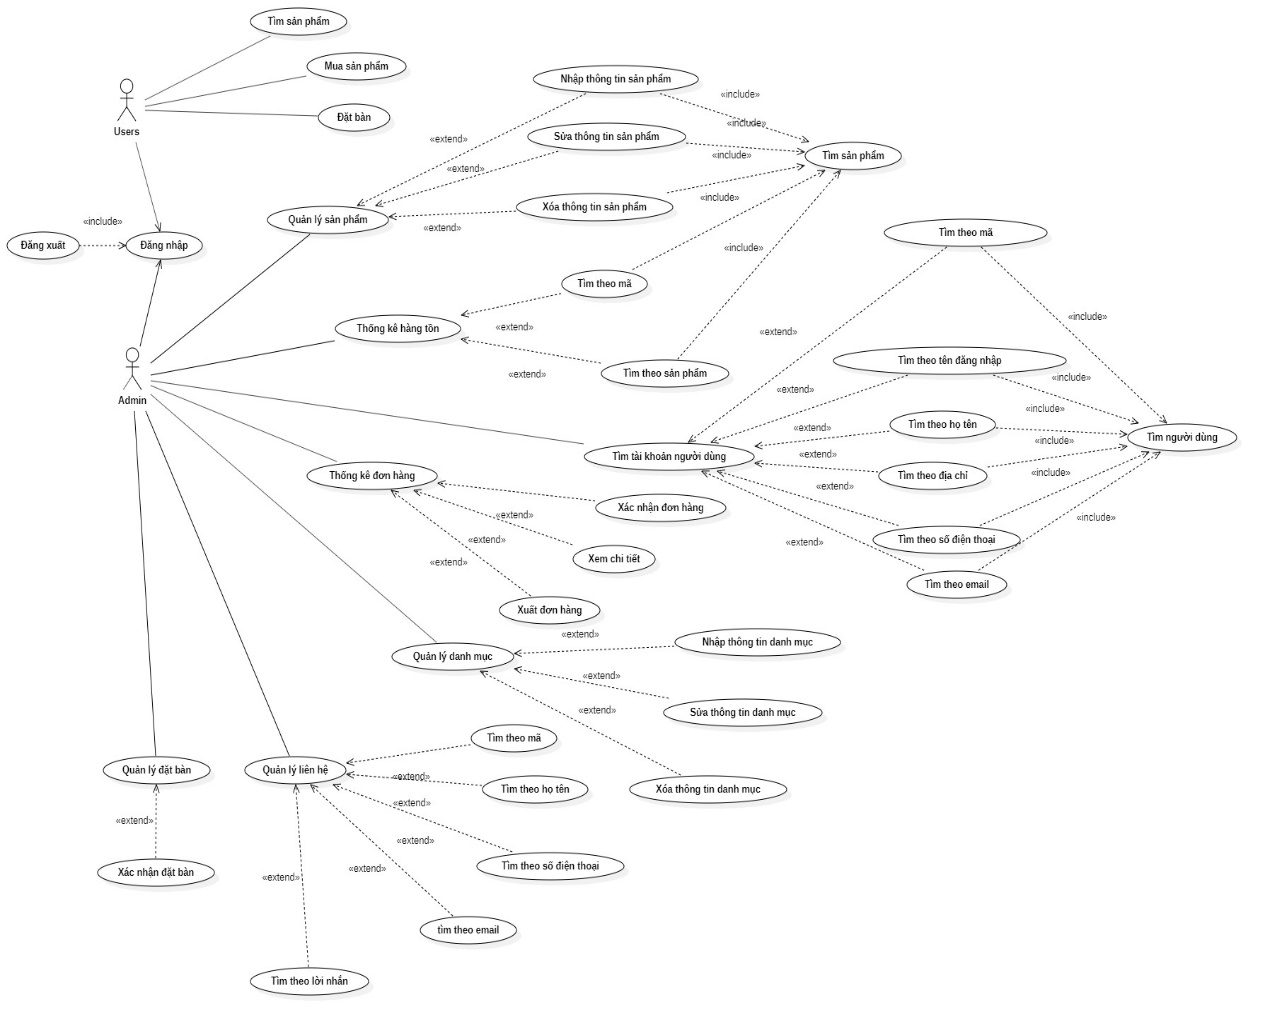 Tìm sản phẩm
Mua sản phẩm
Đặt bàn
Users
Nhập thông tin sản phẩm
«include»
«include»
«extend»
Sửa thông tin sản phẩm
«include»
Tìm sản phẩm
«extend»
Xóa thông tin sản phẩm
«include»
Quản lý sản phẩm
«extend»
«include»
«include»
Đăng xuất
Đăng nhập
Tìm theo mã
Tìm theo mã
«extend»
Thống kê hàng tồn
«extend»
Tìm theo sản phẩm
Admin
«extend»
«include»
Tìm theo tên đăng nhập
«include»
«extend»
«include»
Tìm theo họ tên
«extend»
Tìm người dùng
«include»
Tìm tài khoản người dùng
«extend»
Tìm theo địa chỉ
«include»
«extend»
«include»
Tìm theo số điện thoại
«extend»
Tìm theo email
Thống kê đơn hàng
Xác nhận đơn hàng
«extend»
«extend»
Xem chi tiết
«extend»
Xuất đơn hàng
«extend»
Nhập thông tin danh mục
Quản lý danh mục
«extend»
Sửa thông tin danh mục
«extend»
Xóa thông tin danh mục
Tìm theo mã
Quản lý đặt bàn
Quản lý liên hệ
«extend»
Tìm theo họ tên
«extend»
«extend»
«extend»
Tìm theo số điện thoại
Xác nhận đặt bàn
«extend»
«extend»
tìm theo email
Tìm theo lời nhắn